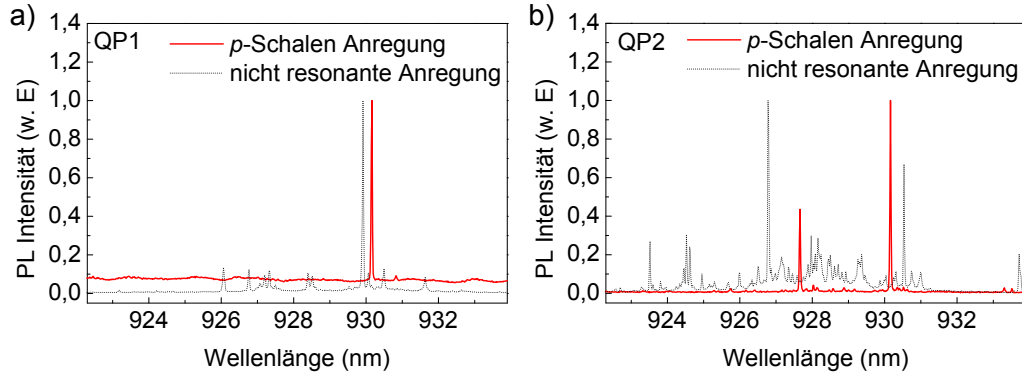 a)
QP1
p-Schalen Anregung
nicht resonante Anregung
PL Intensität (w. E)
1,4
1,2
1,0
0,8
0,6
0,4
0,2
0,0
924 926 928 930 932
Wellenlänge (nm)
b)
QP2
p-Schalen Anregung
nicht resonante Anregung
PL Intensität (w. E)
1,4
1,2
1,0
0,8
0,6
0,4
0,2
0,0
924 926 928 930 932
Wellenlänge (nm)